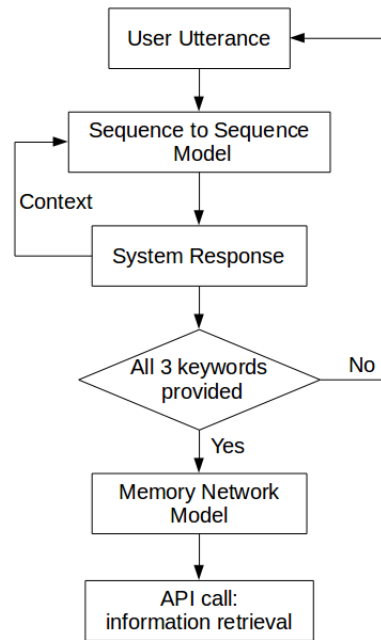 User Utterance
Sequence to Sequence
Model
Context
System Response
All 3 keywords
provided
No
Yes
Memory Network
Model
API call:
information retrieval